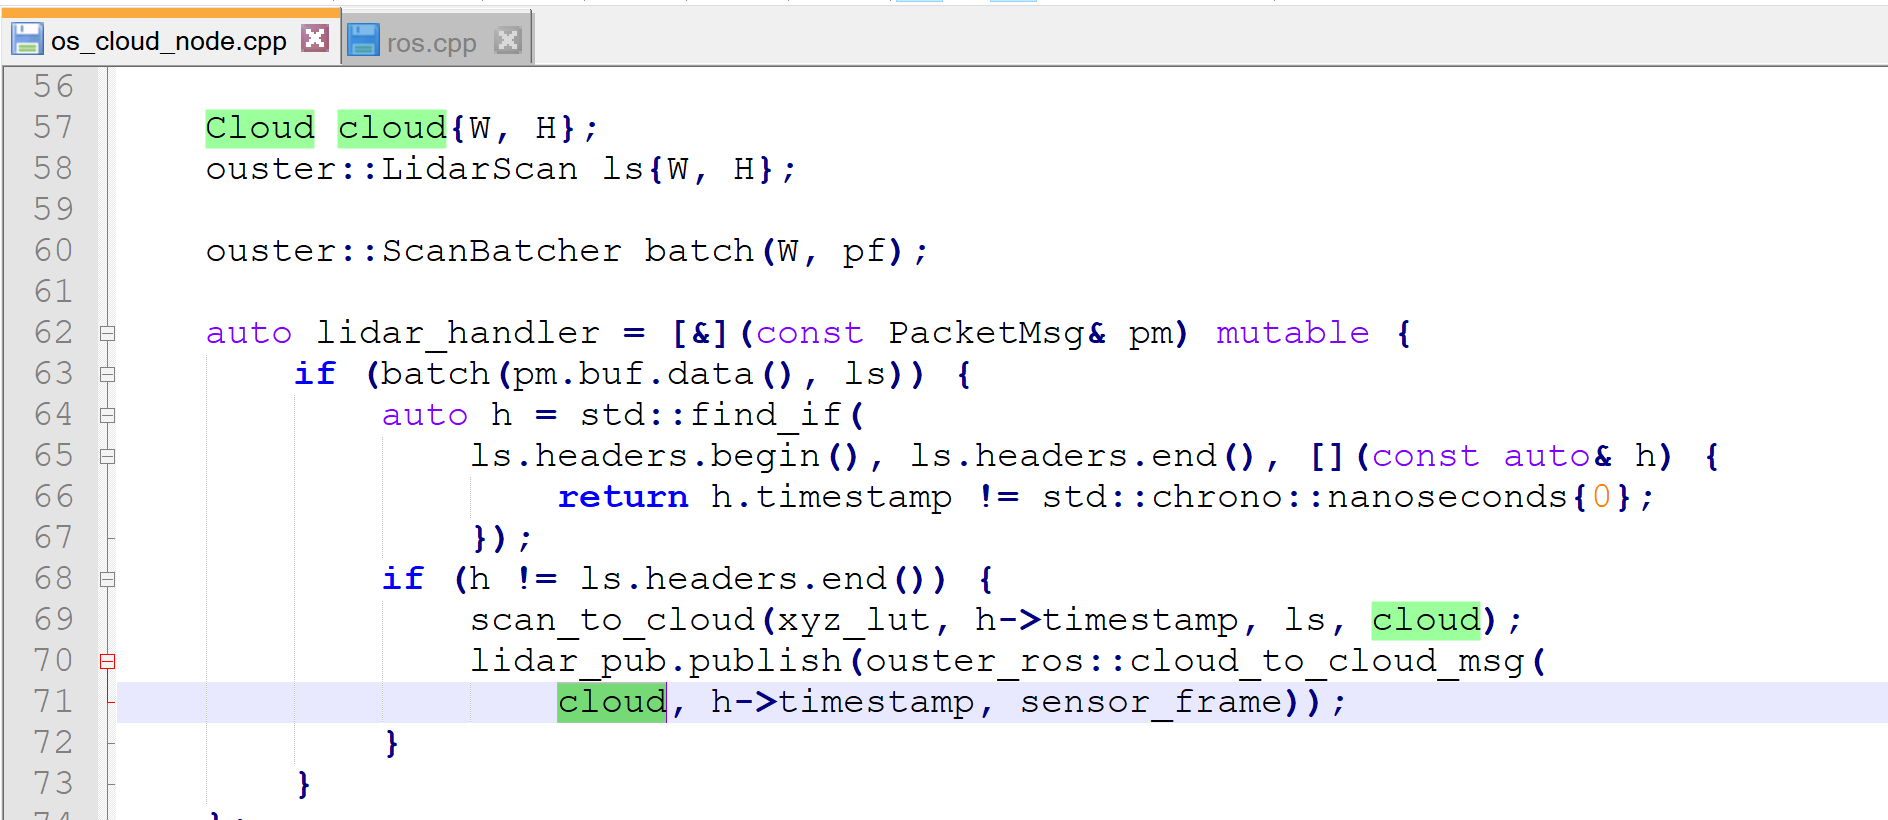 os_cloud_node.cpp ros.cpp
56
57 Cloud cloud{W, H};
58 ouster::LidarScan ls{W, H};
59
60 ouster::ScanBatcher batch(W, pf);
61
62 auto lidar_handler = [&](const PacketMsg& pm) mutable {
63 if (batch(pm.buf.data(), ls)) {
64 auto h = std::find_if(
65 ls.headers.begin(), ls.headers.end(), [](const auto& h) {
66 return h.timestamp != std::chrono::nanoseconds{0};
67 });
68 if (h != ls.headers.end()) {
69 scan_to_cloud(xyz_lut, h->timestamp, ls, cloud);
70 lidar_pub.publish(ouster_ros::cloud_to_cloud_msg(
71 cloud, h->timestamp, sensor_frame));
72 }
73 }